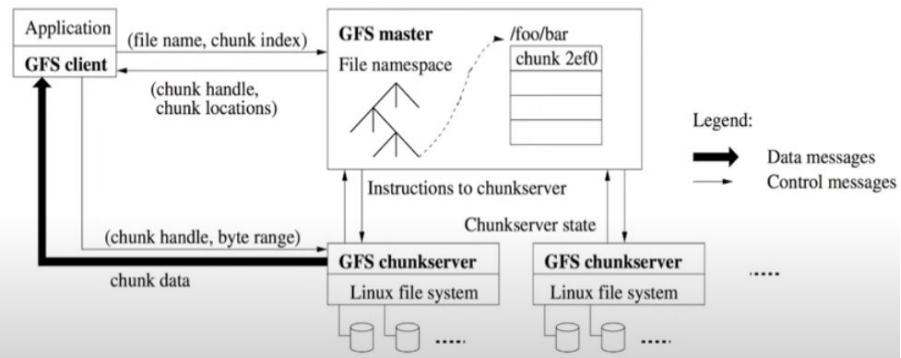 Application
GFS client
(file name, chunk index)
(chunk handle,
chunk locations)
GFS master
File namespace
/foo/bar
chunk 2ef0
Legend:
Data messages
Control messages
Instructions to chunkserver
Chunkserver state
(chunk handle, byte range)
chunk data
GFS chunkserver
Linux file system
GFS chunkserver
Linux file system